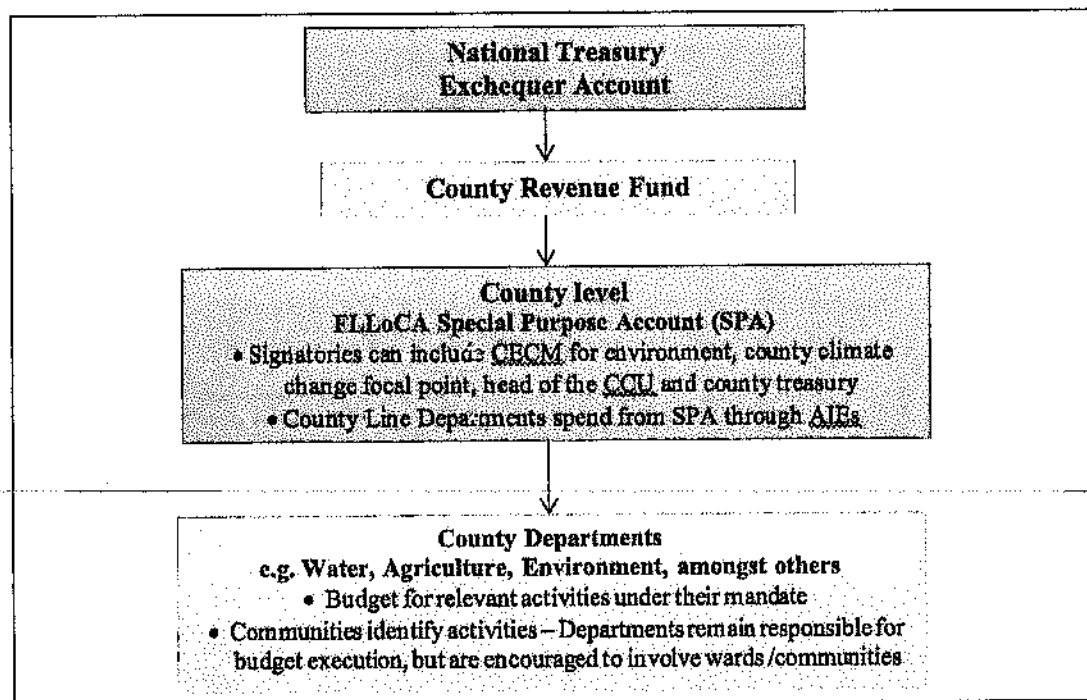 National Treasury
Exchequer Account
County Revenue Fund
County level
FLLoCA Special Purpose Account (SPA)
• Signatories can include CECM for environment, county climate
change focal point, head of the CCU and county treasury
• County Line Departments spend from SPA through AIEs
County Departments
e.g. Water, Agriculture, Environment, amongst others
• Budget for relevant activities under their mandate
• Communities identify activities – Departments remain responsible for
budget execution, but are encouraged to involve wards/communities